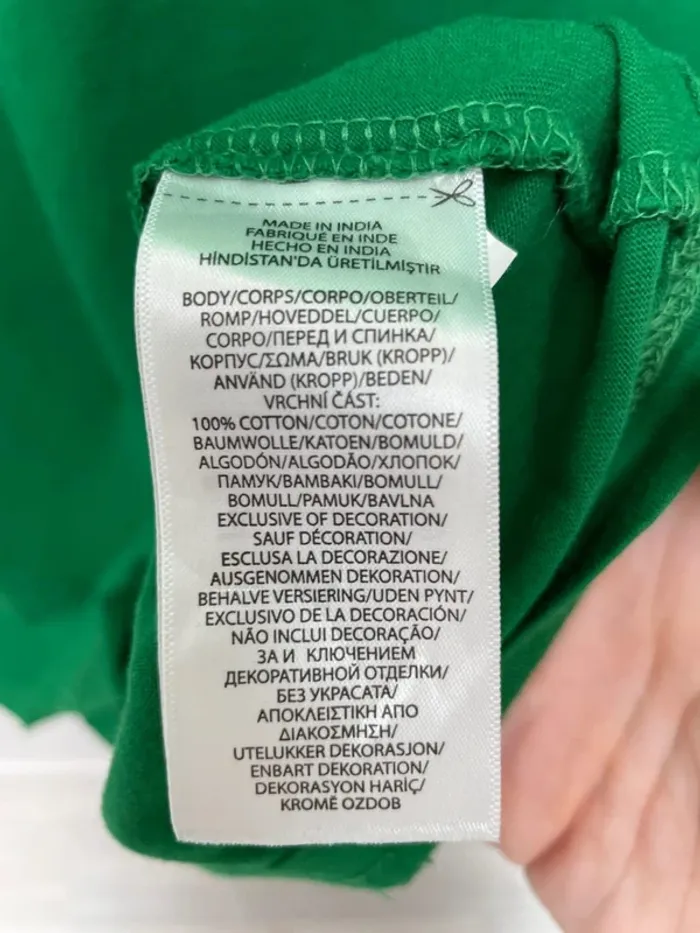 MADE IN INDIA
FABRIQUÉ EN INDE
HECHO EN INDIA
HİNDİSTAN'DA ÜRETİLMİŞTİR
BODY/CORPS/CORPO/OBERTEIL/
ROMP/HOVEDDEL/CUERPO/
CORPO/ПЕРЕД И СПИНКА/
КОРПУС/ΣΩΜΑ/BRUK (KROPP)/
ANVÄND (KROPP)/BEDEN/
VRCHNÍ ČÁST:
100% COTTON/COTON/COTONE/
BAUMWOLLE/KATOEN/BOMULD/
ALGODÓN/ALGODÃO/ХЛОПОК/
ПАМУК/ΒΑΜΒΑΚΙ/BOMULL/
BOMULL/PAMUK/BAVLNA
EXCLUSIVE OF DECORATION/
SAUF DÉCORATION/
ESCLUSA LA DECORAZIONE/
AUSGENOMMEN DEKORATION/
BEHALVE VERSIERING/UDEN PYNT/
EXCLUSIVO DE LA DECORACIÓN/
NÃO INCLUI DECORAÇÃO/
ЗА И КЛЮЧЕНИЕМ
ДЕКОРАТИВНОЙ ОТДЕЛКИ/
БЕЗ УКРАСАТА/
ΑΠΟΚΛΕΙΣΤΙΚΗ ΑΠΟ
ΔΙΑΚΟΣΜΗΣΗ/
UTELUKKER DEKORASJON/
ENBART DEKORATION/
DEKORASYON HARİÇ/
KROMĚ OZDOB